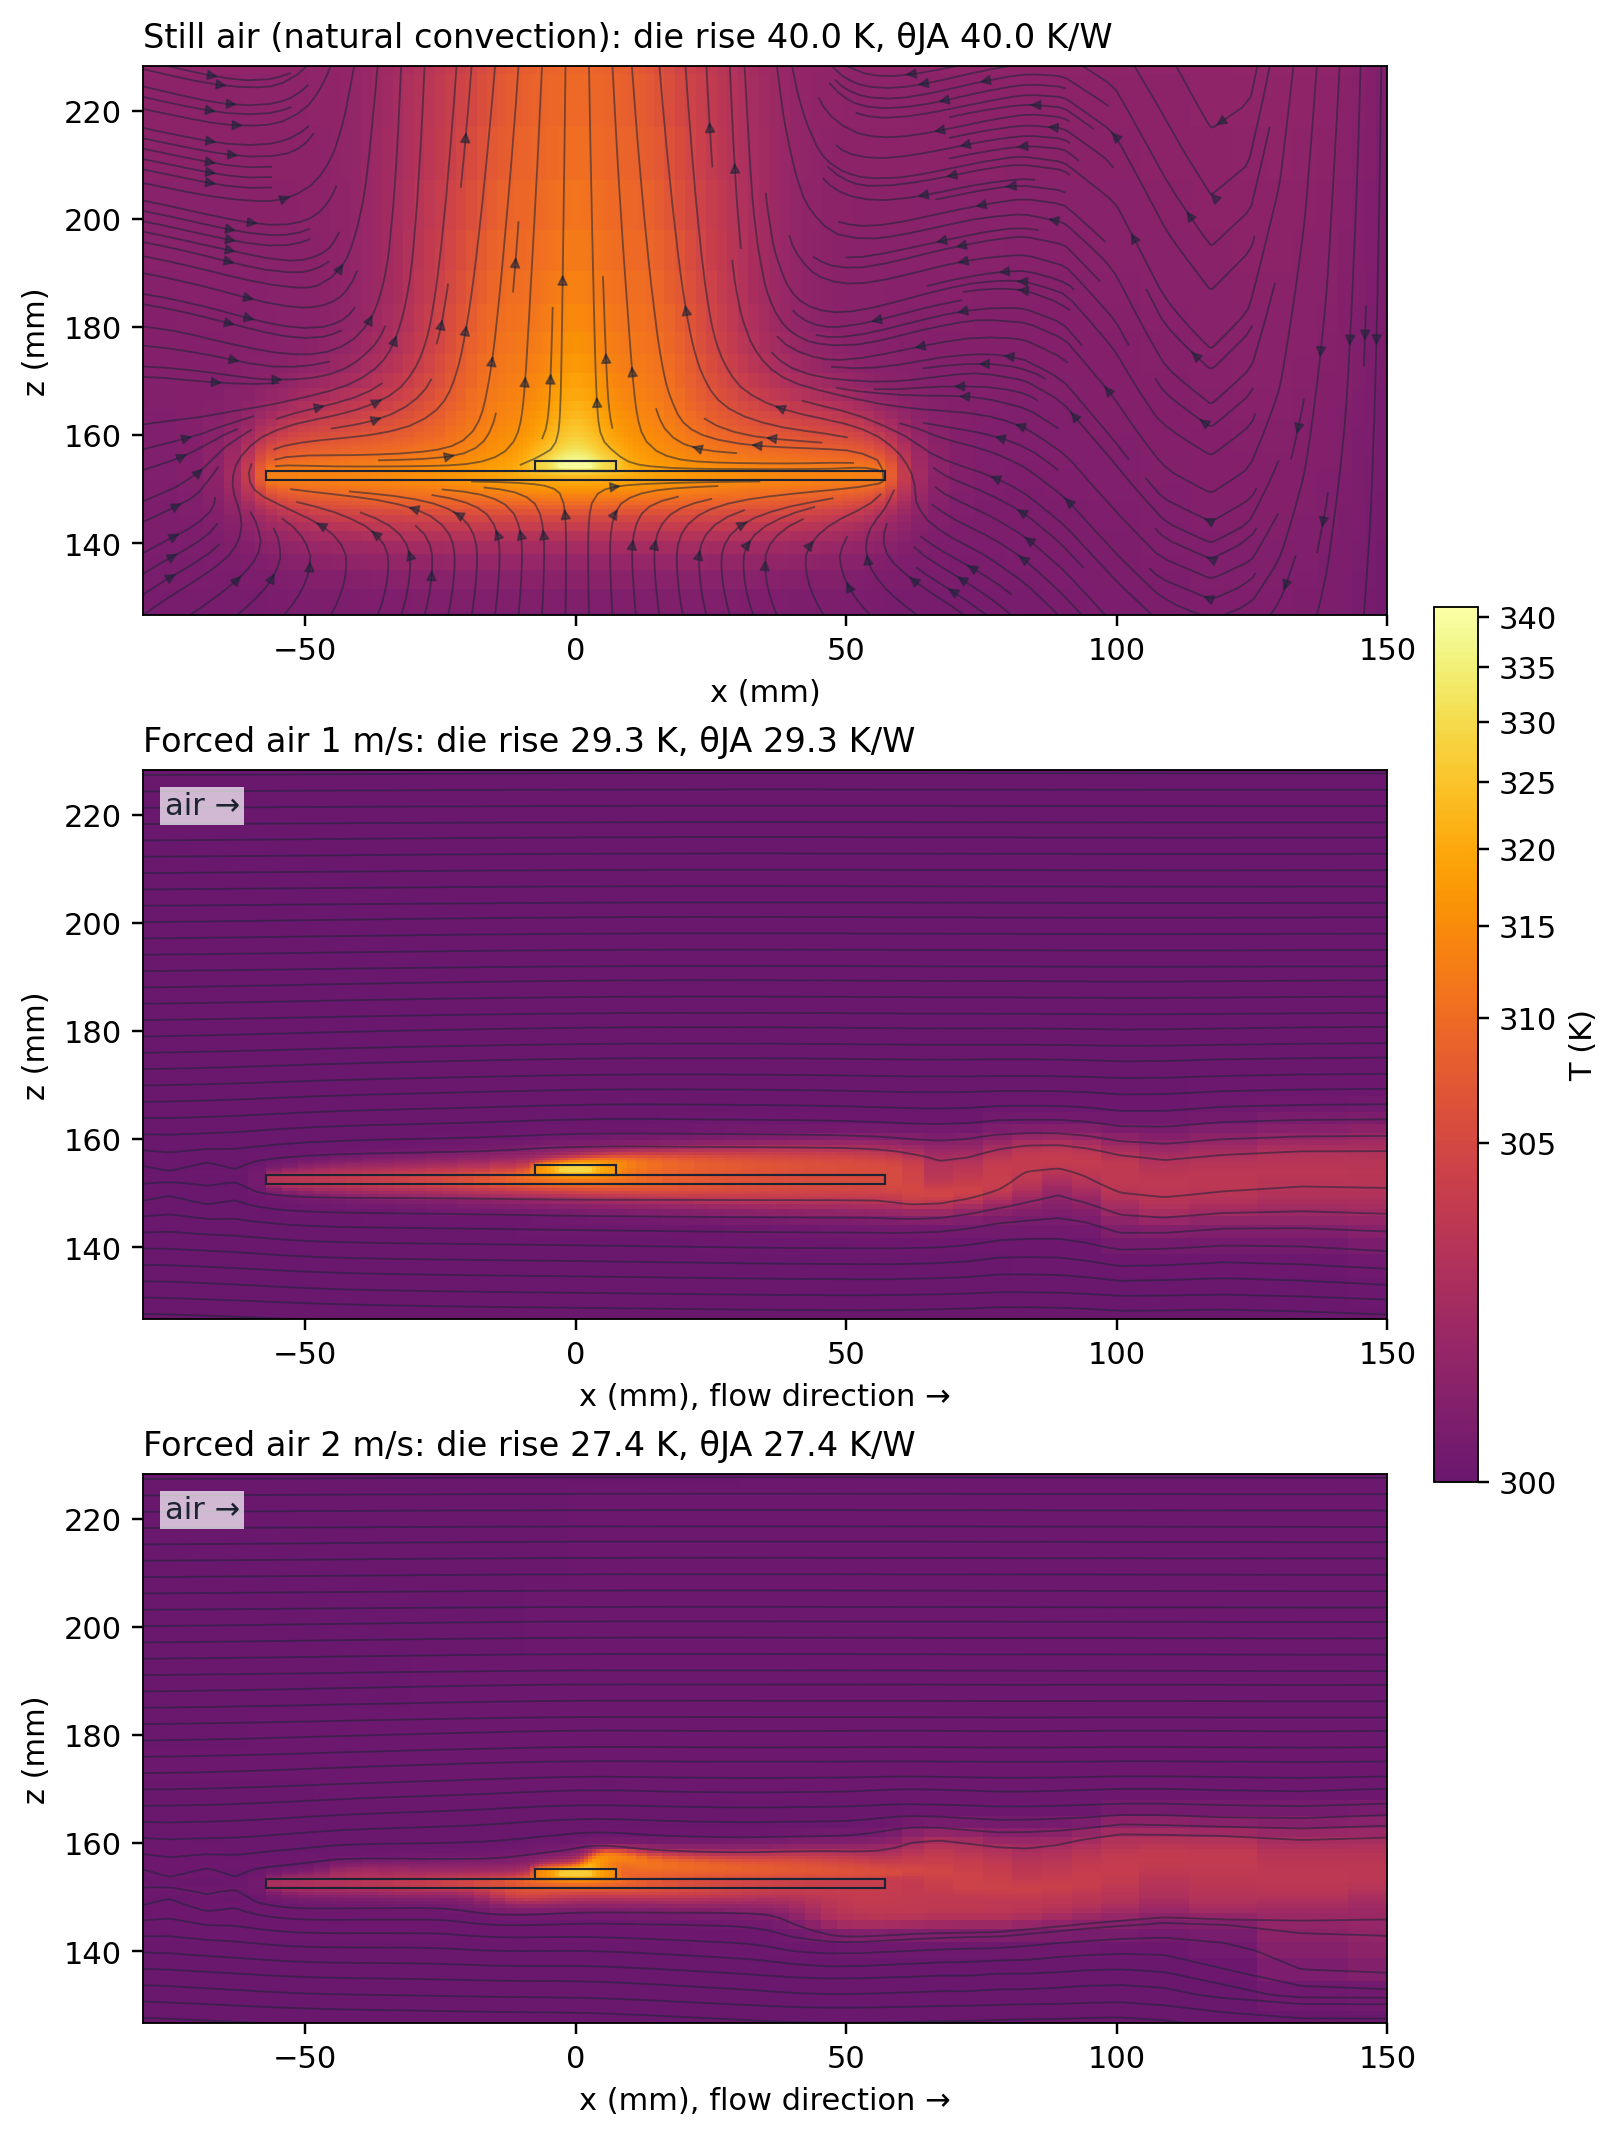 Still air (natural convection): die rise 40.0 K, θJA 40.0 K/W
220
200
180
160
140
z (mm)
−50 0 50 100 150
x (mm)
Forced air 1 m/s: die rise 29.3 K, θJA 29.3 K/W
air →
220
200
180
160
140
z (mm)
−50 0 50 100 150
x (mm), flow direction →
Forced air 2 m/s: die rise 27.4 K, θJA 27.4 K/W
air →
220
200
180
160
140
z (mm)
−50 0 50 100 150
x (mm), flow direction →
340
335
330
325
320
315
310
305
300
T (K)